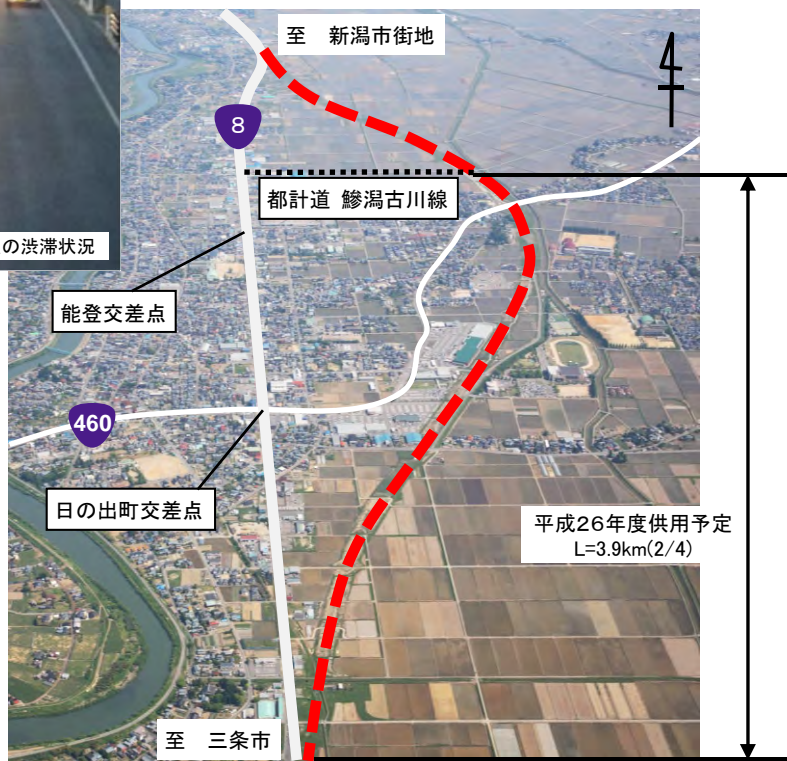 至　新潟市街地
8
都計道 鰺潟古川線
の渋滞状況
能登交差点
460
日の出町交差点
平成26年度供用予定
L=3.9km(2/4)
至　三条市